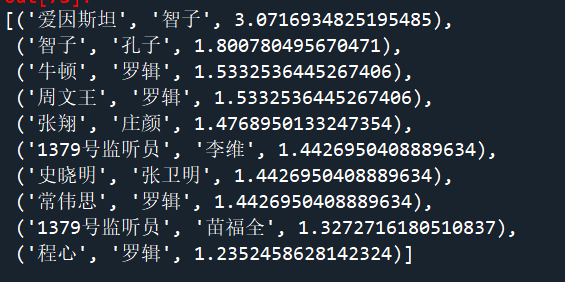 [('爱因斯坦', '智子', 3.0716934825195485),
('智子', '孔子', 1.800780495670471),
('牛顿', '罗辑', 1.5332536445267406),
('周文王', '罗辑', 1.5332536445267406),
('张翔', '庄颜', 1.4768950133247354),
('1379号监听员', '李维', 1.4426950408889634),
('史晓明', '张卫明', 1.4426950408889634),
('常伟思', '罗辑', 1.4426950408889634),
('1379号监听员', '苗福全', 1.3272716180510837),
('程心', '罗辑', 1.2352458628142324)]